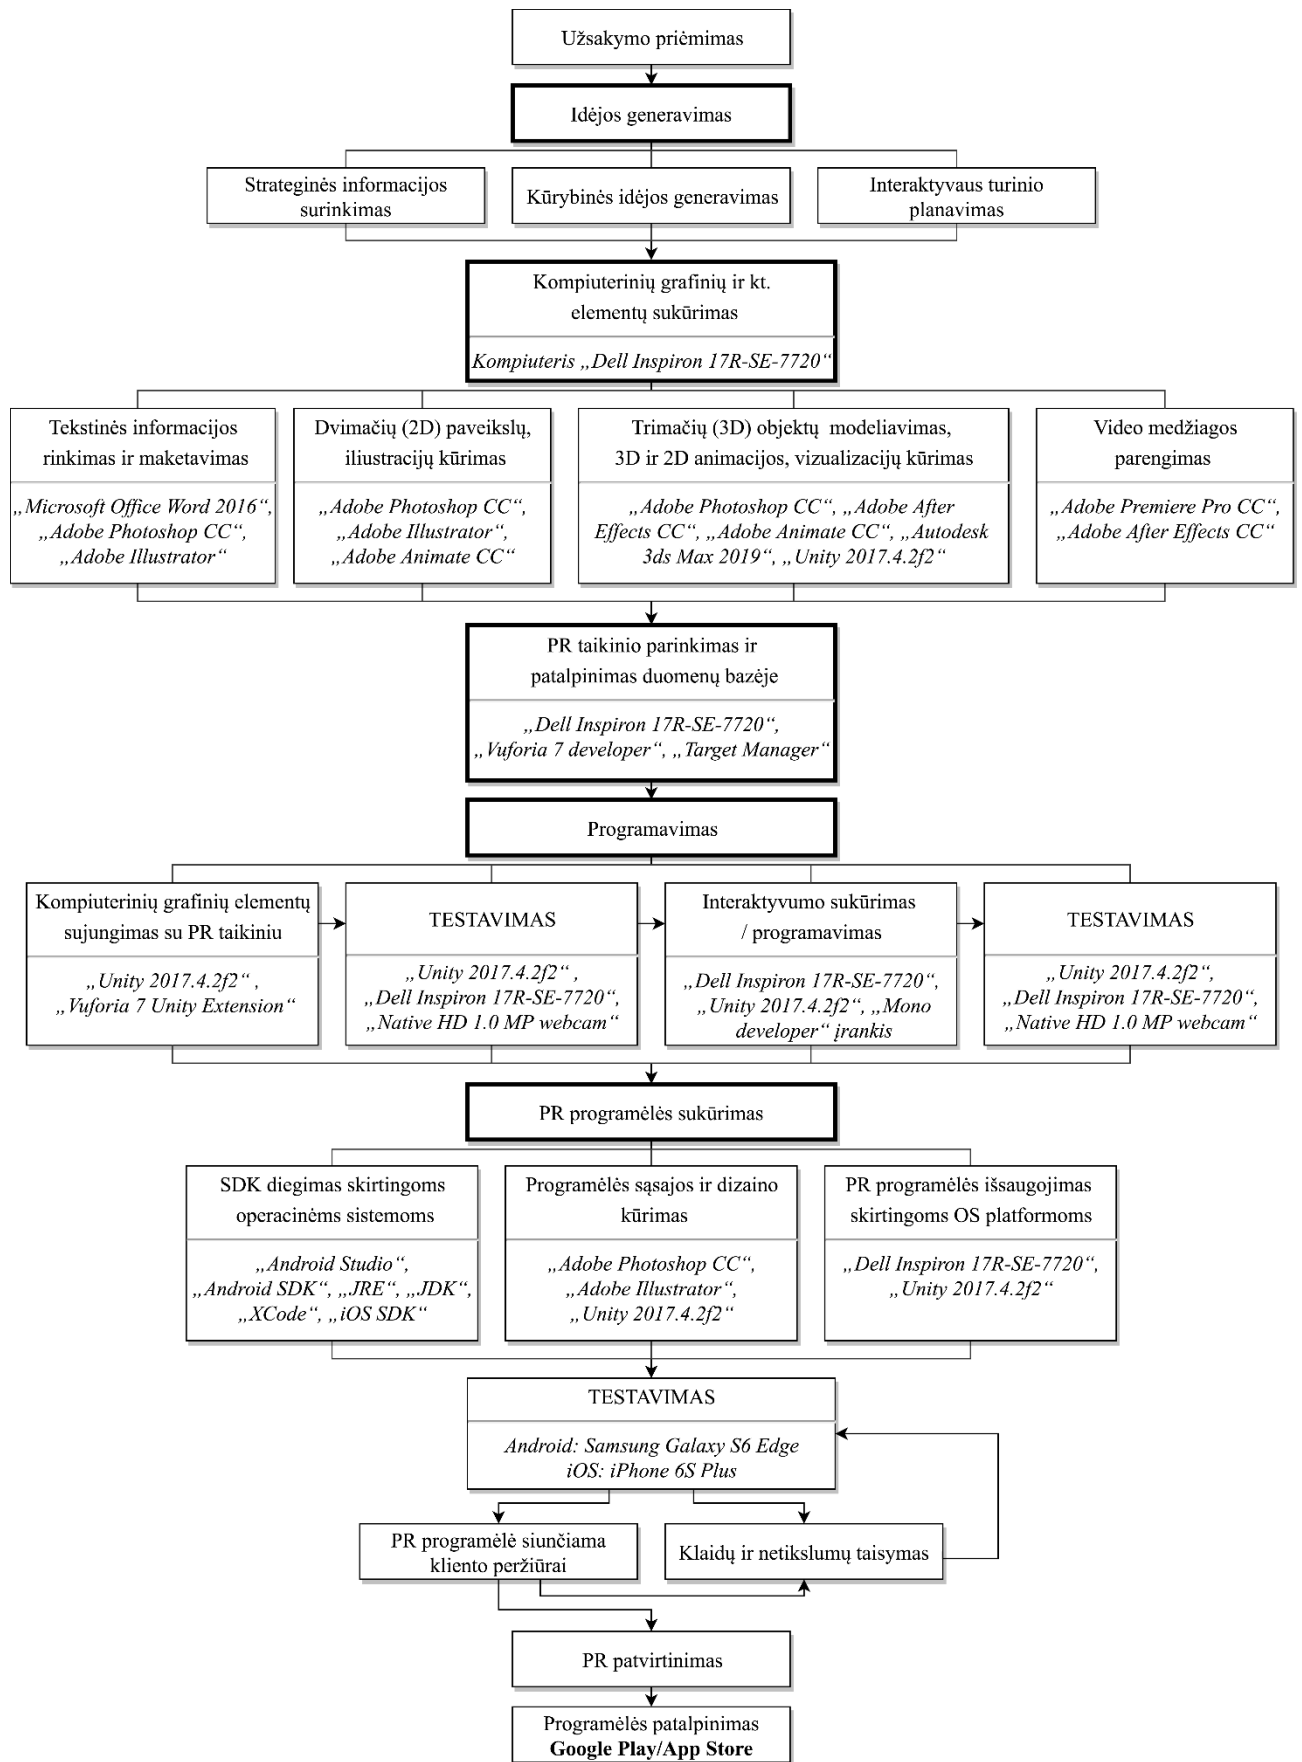 Užsakymo priėmimas
Idėjos generavimas
Strateginės informacijos
surinkimas
Kūrybinės idėjos generavimas
Interaktyvaus turinio
planavimas
Kompiuterinių grafinių ir kt.
elementų sukūrimas
Kompiuteris „Dell Inspiron 17R-SE-7720“
Tekstinės informacijos
rinkimas ir maketavimas
„Microsoft Office Word 2016“,
„Adobe Photoshop CC“,
„Adobe Illustrator“
Dvimačių (2D) paveikslų,
iliustracijų kūrimas
„Adobe Photoshop CC“,
„Adobe Illustrator“,
„Adobe Animate CC“
Trimačių (3D) objektų modeliavimas,
3D ir 2D animacijos, vizualizacijų kūrimas
„Adobe Photoshop CC“, „Adobe After
Effects CC“, „Adobe Animate CC“, „Autodesk
3ds Max 2019“, „Unity 2017.4.2f2“
Video medžiagos
parengimas
„Adobe Premiere Pro CC“,
„Adobe After Effects CC“
PR taikinio parinkimas ir
patalpinimas duomenų bazėje
„Dell Inspiron 17R-SE-7720“,
„Vuforia 7 developer“, „Target Manager“
Programavimas
Kompiuterinių grafinių elementų
sujungimas su PR taikiniu
„Unity 2017.4.2f2“ ,
„Vuforia 7 Unity Extension“
TESTAVIMAS
„Unity 2017.4.2f2“ ,
„Dell Inspiron 17R-SE-7720“,
„Native HD 1.0 MP webcam“
Interaktyvumo sukūrimas
/ programavimas
„Dell Inspiron 17R-SE-7720“,
„Unity 2017.4.2f2“, „Mono
developer“ įrankis
TESTAVIMAS
„Unity 2017.4.2f2“,
„Dell Inspiron 17R-SE-7720“,
„Native HD 1.0 MP webcam“
PR programėlės sukūrimas
SDK diegimas skirtingoms
operacinėms sistemoms
„Android Studio“,
„Android SDK“, „JRE“, „JDK“,
„XCode“, „iOS SDK“
Programėlės sąsajos ir dizaino
kūrimas
„Adobe Photoshop CC“,
„Adobe Illustrator“,
„Unity 2017.4.2f2“
PR programėlės išsaugojimas
skirtingoms OS platformoms
„Dell Inspiron 17R-SE-7720“,
„Unity 2017.4.2f2“
TESTAVIMAS
Android: Samsung Galaxy S6 Edge
iOS: iPhone 6S Plus
PR programėlė siunčiama
kliento peržiūrai
Klaidų ir netikslumų taisymas
PR patvirtinimas
Programėlės patalpinimas
Google Play/App Store